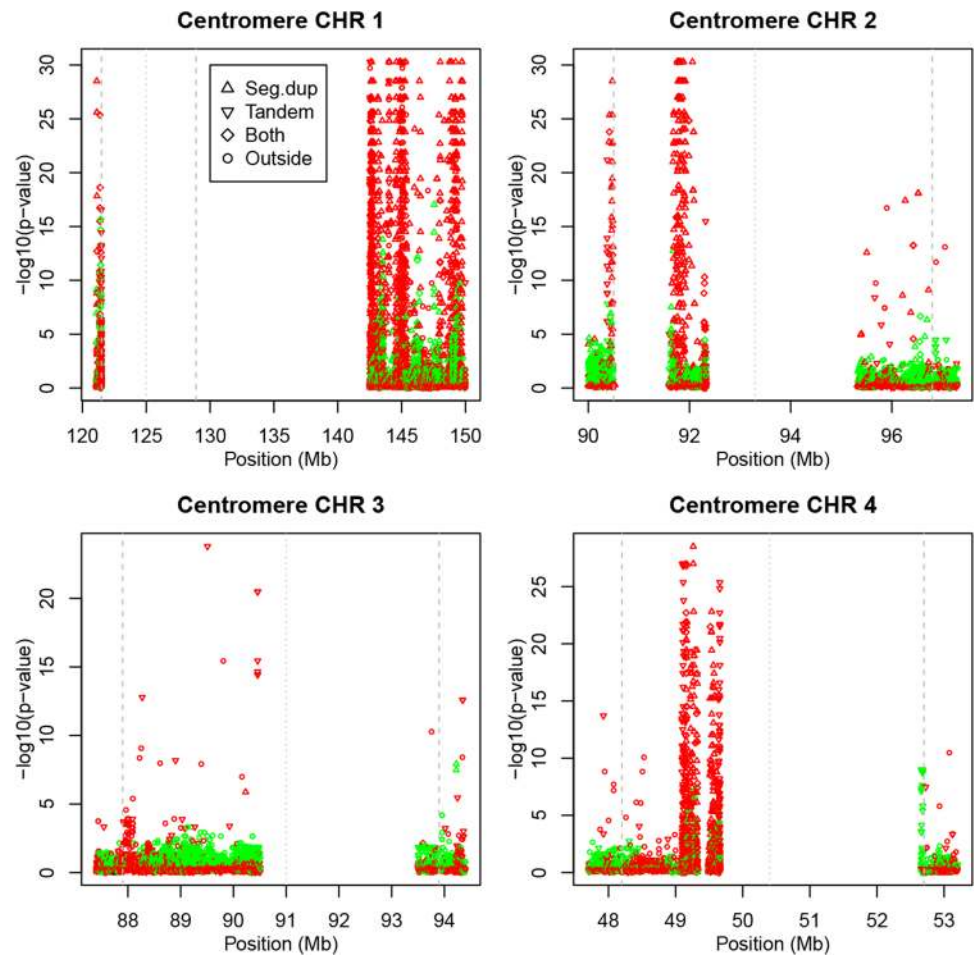 Centromere CHR 1
−log10(p−value)
30
25
20
15
10
5
0
Seg.dup
Tandem
Both
Outside
120 125 130 135 140 145 150
Position (Mb)
Centromere CHR 2
−log10(p−value)
30
25
20
15
10
5
0
90 92 94 96
Position (Mb)
Centromere CHR 3
−log10(p−value)
20
15
10
5
0
88 89 90 91 92 93 94
Position (Mb)
Centromere CHR 4
−log10(p−value)
25
20
15
10
5
0
48 49 50 51 52 53
Position (Mb)